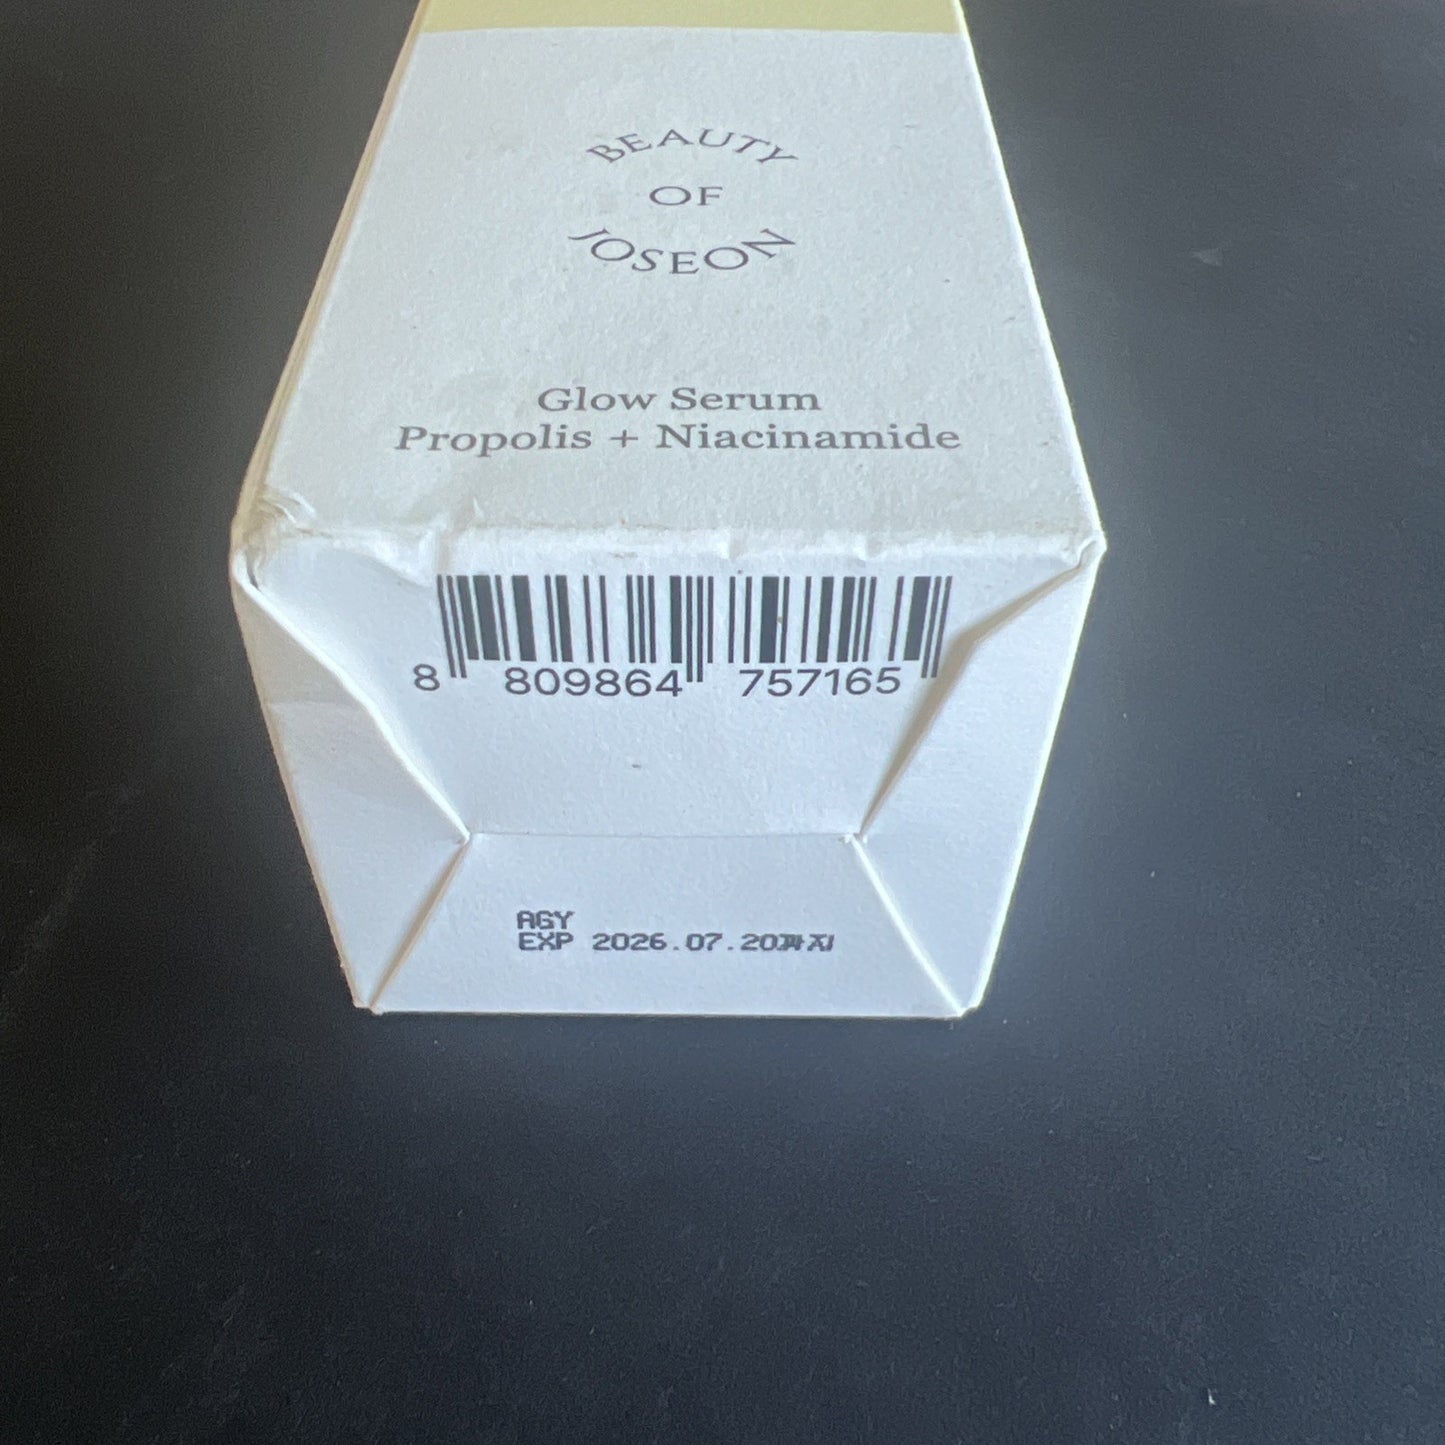 BEAUTY
OF
JOSEON
Glow Serum
Propolis + Niacinamide
8 809864 757165
AGY
EXP 2026.07.20까지